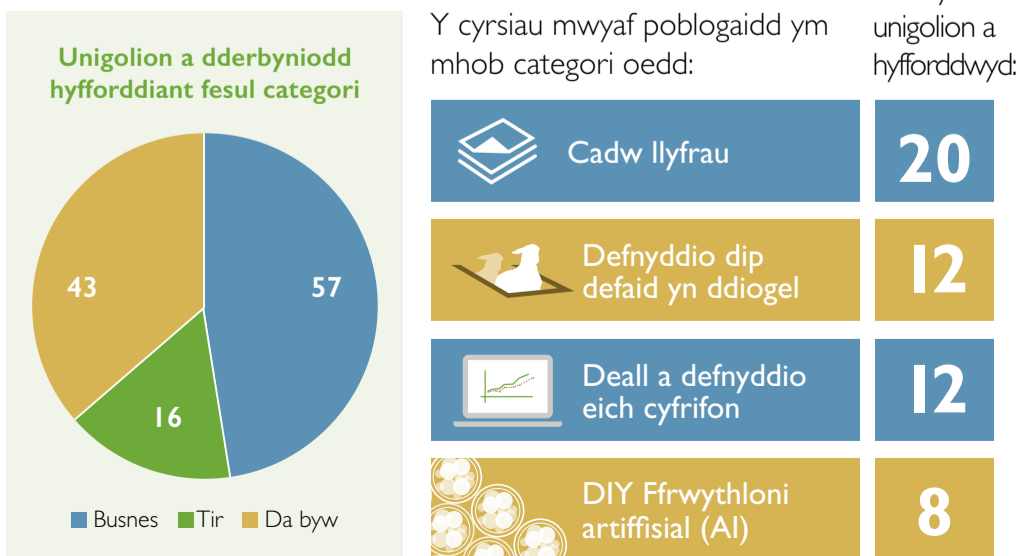 Unigolion a dderbyniodd
hyfforddiant fesul categori
43
57
16
Busnes
Tir
Da byw
Y cyrsiau mwyaf poblogaidd ym
mhob categori oedd:
unigolion a
hyfforddwyd:
Cadw llyfrau
20
Defnyddio dip
defaid yn ddiogel
12
Deall a defnyddio
eich cyfrifon
12
DIY Ffrwythloni
artiffisial (AI)
8